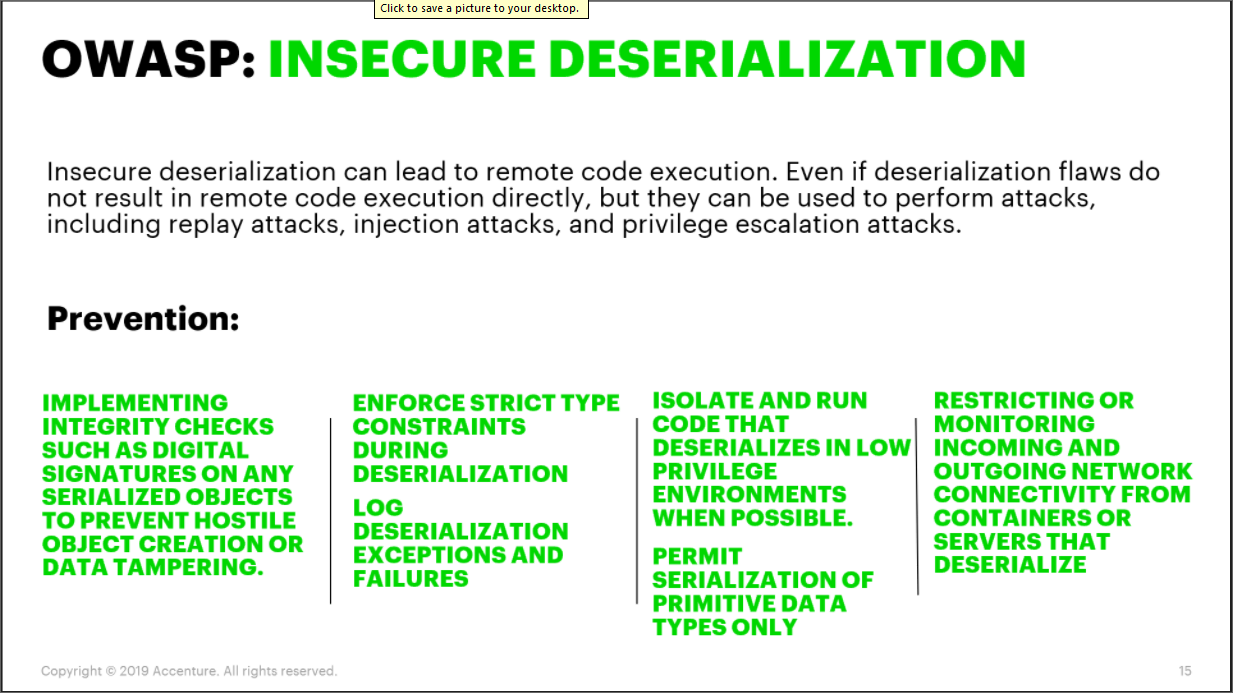 Click to save a picture to your desktop.
OWASP: INSECURE DESERIALIZATION
Insecure deserialization can lead to remote code execution. Even if deserialization flaws do
not result in remote code execution directly, but they can be used to perform attacks,
including replay attacks, injection attacks, and privilege escalation attacks.
Prevention:
IMPLEMENTING
INTEGRITY CHECKS
SUCH AS DIGITAL
SIGNATURES ON ANY
SERIALIZED OBJECTS
TO PREVENT HOSTILE
OBJECT CREATION OR
DATA TAMPERING.
ENFORCE STRICT TYPE
CONSTRAINTS
DURING
DESERIALIZATION
LOG
DESERIALIZATION
EXCEPTIONS AND
FAILURES
ISOLATE AND RUN
CODE THAT
DESERIALIZES IN LOW
PRIVILEGE
ENVIRONMENTS
WHEN POSSIBLE.
PERMIT
SERIALIZATION OF
PRIMITIVE DATA
TYPES ONLY
RESTRICTING OR
MONITORING
INCOMING AND
OUTGOING NETWORK
CONNECTIVITY FROM
CONTAINERS OR
SERVERS THAT
DESERIALIZE
Copyright © 2019 Accenture. All rights reserved.
15